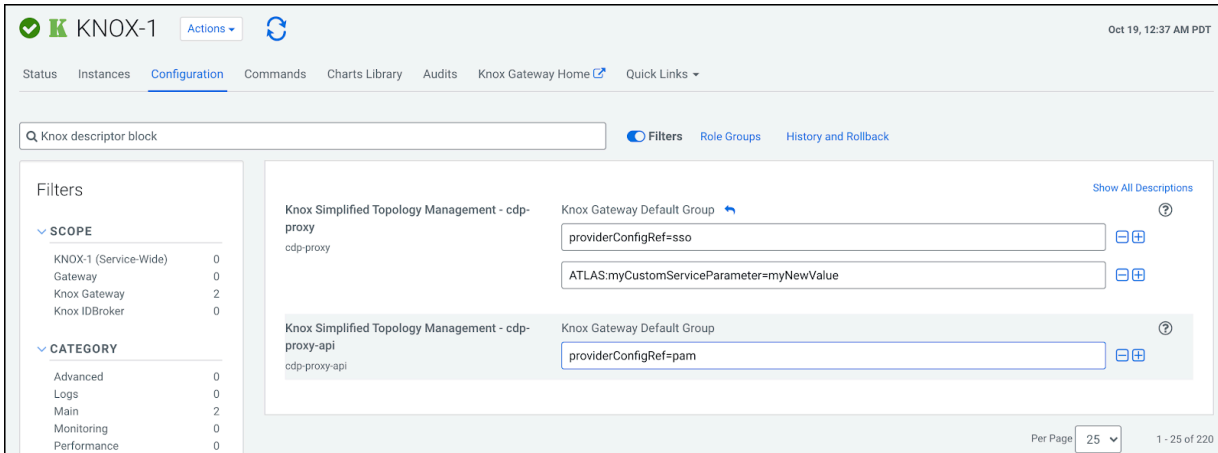 KNOX-1 Actions Oct 19, 12:37 AM PDT
Status Instances Configuration Commands Charts Library Audits Knox Gateway Home Quick Links
Knox descriptor block Filters Role Groups History and Rollback
Filters
Show All Descriptions
SCOPE
KNOX-1 (Service-Wide) 0
Gateway 0
Knox Gateway 2
Knox IDBroker 0
CATEGORY
Advanced 0
Logs 0
Main 2
Monitoring 0
Performance 0
Knox Simplified Topology Management - cdp-
proxy
cdp-proxy
Knox Gateway Default Group
providerConfigRef=sso
ATLAS:myCustomServiceParameter=myNewValue
Knox Simplified Topology Management - cdp-
proxy-api
cdp-proxy-api
Knox Gateway Default Group
providerConfigRef=pam
Per Page 25 1 - 25 of 220